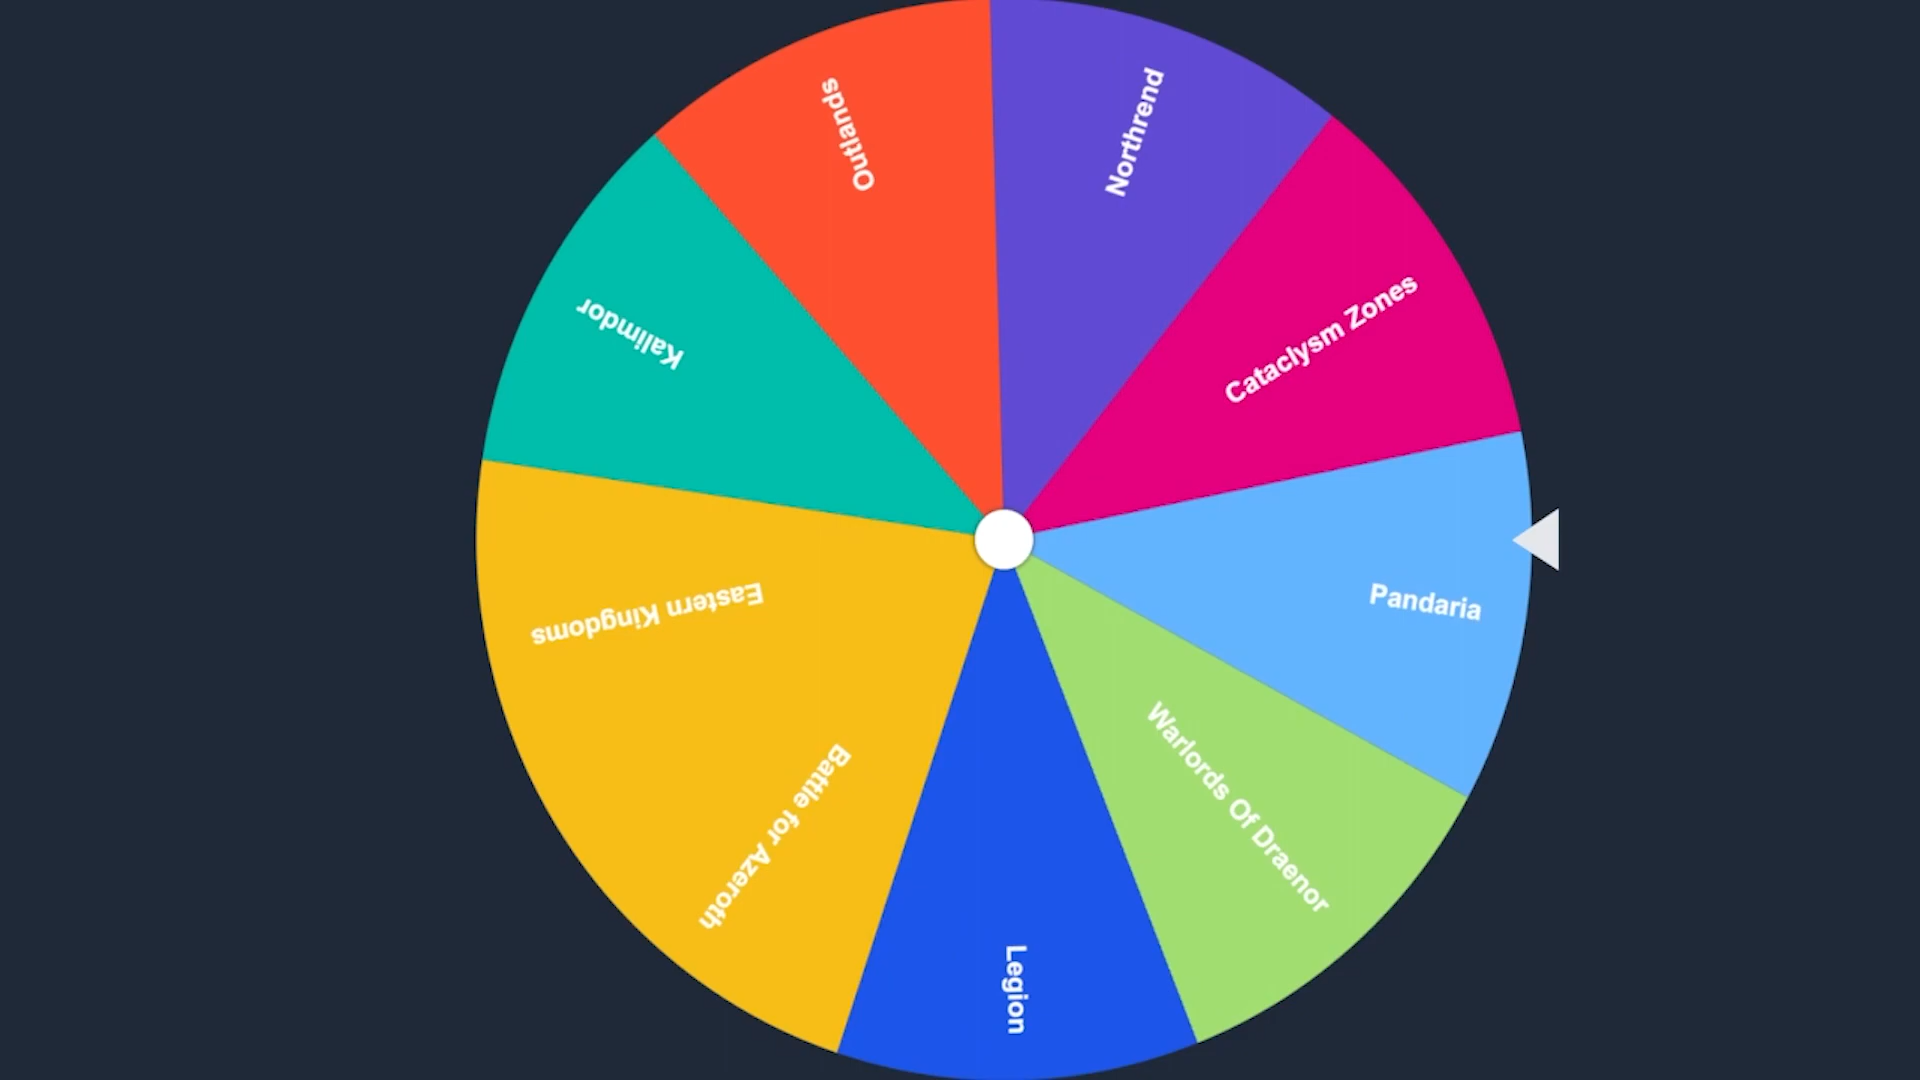 Outlands
Northrend
Cataclysm Zones
Kalimdor
Pandaria
Eastern Kingdoms
Warlords Of Draenor
Battle for Azeroth
Legion